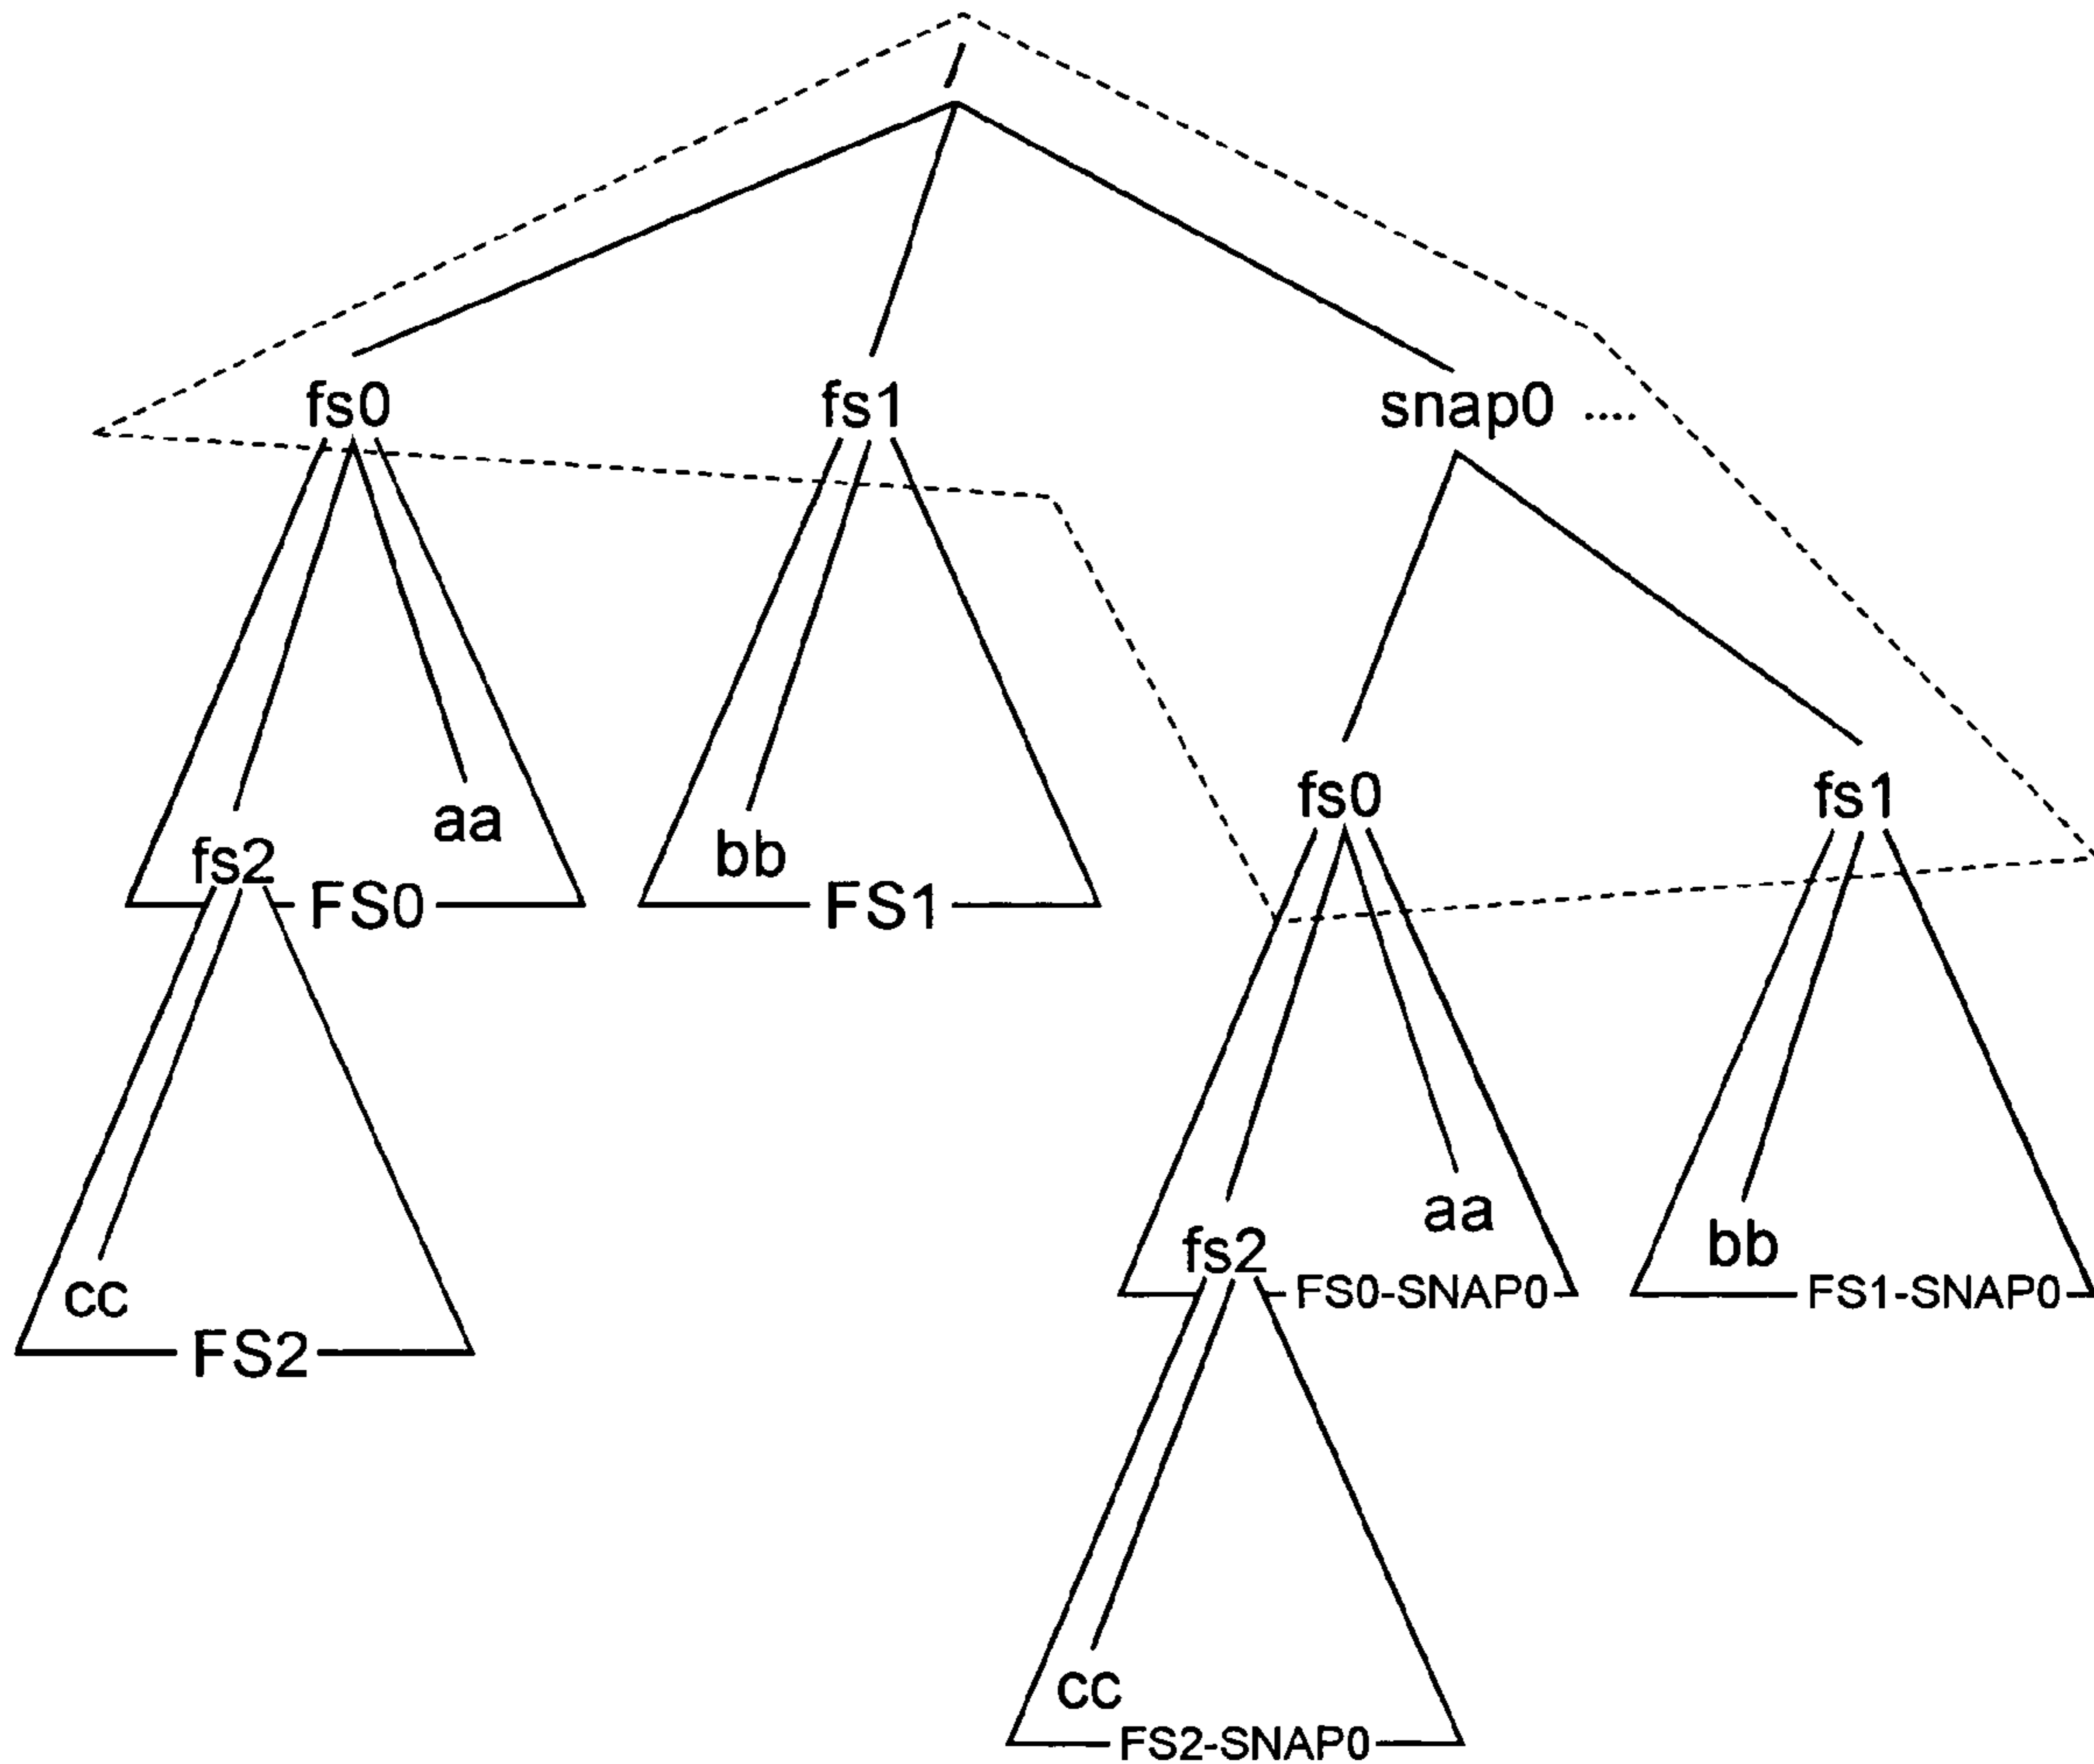 /
fs0 fs1 snap0 ....
fs0 fs1
aa
bb
fs2
FS0 FS1
aa
bb
fs2
cc
FS0-SNAP0 FS1-SNAP0
FS2
cc
FS2-SNAP0